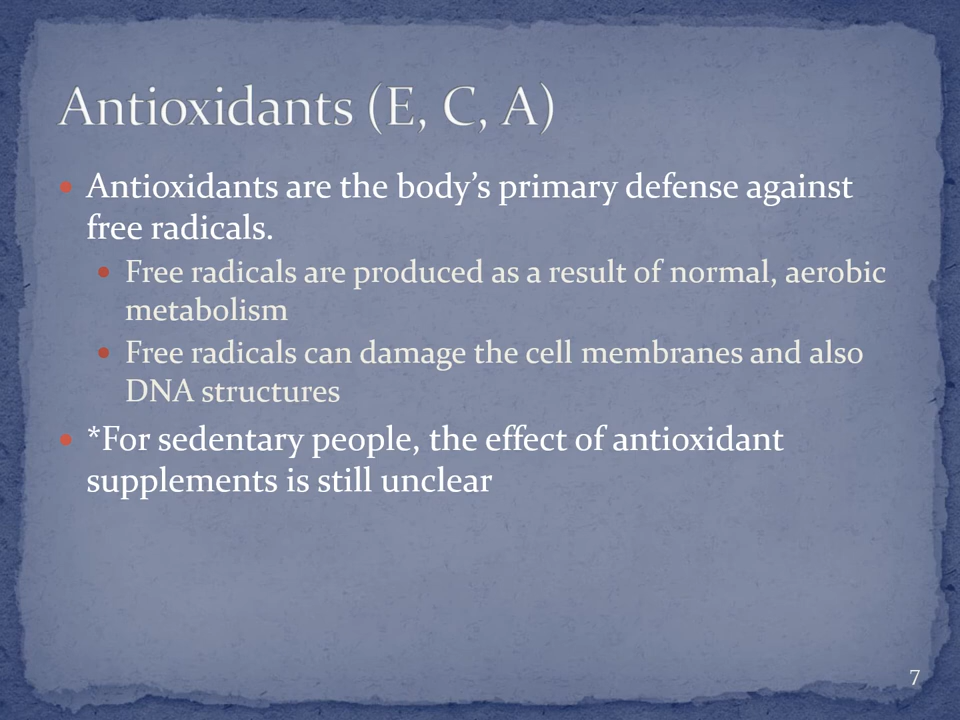 Antioxidants (E, C, A)
• Antioxidants are the body’s primary defense against
free radicals.
• Free radicals are produced as a result of normal, aerobic
metabolism
• Free radicals can damage the cell membranes and also
DNA structures
• *For sedentary people, the effect of antioxidant
supplements is still unclear
7